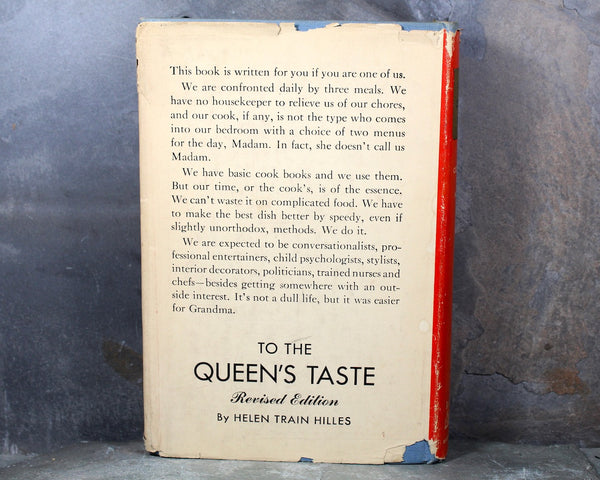 This book is written for you if you are one of us.
We are confronted daily by three meals. We
have no housekeeper to relieve us of our chores,
and our cook, if any, is not the type who comes
into our bedroom with a choice of two menus
for the day, Madam. In fact, she doesn't call us
Madam.
We have basic cook books and we use them.
But our time, or the cook's, is of the essence.
We can't waste it on complicated food. We have
to make the best dish better by speedy, even if
slightly unorthodox, methods. We do it.
We are expected to be conversationalists, pro-
fessional entertainers, child psychologists, stylists,
interior decorators, politicians, trained nurses and
chefs—besides getting somewhere with an out-
side interest. It's not a dull life, but it was easier
for Grandma.
TO THE
QUEEN'S TASTE
Revised Edition
By HELEN TRAIN HILLES